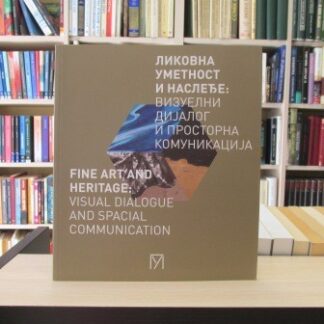 ЛИКОВНА
УМЕТНОСТ
И НАСЛЕЂЕ:
ВИЗУЕЛНИ
ДИЈАЛОГ
И ПРОСТОРНА
КОМУНИКАЦИЈА
FINE ART AND
HERITAGE:
VISUAL DIALOGUE
AND SPACIAL
COMMUNICATION